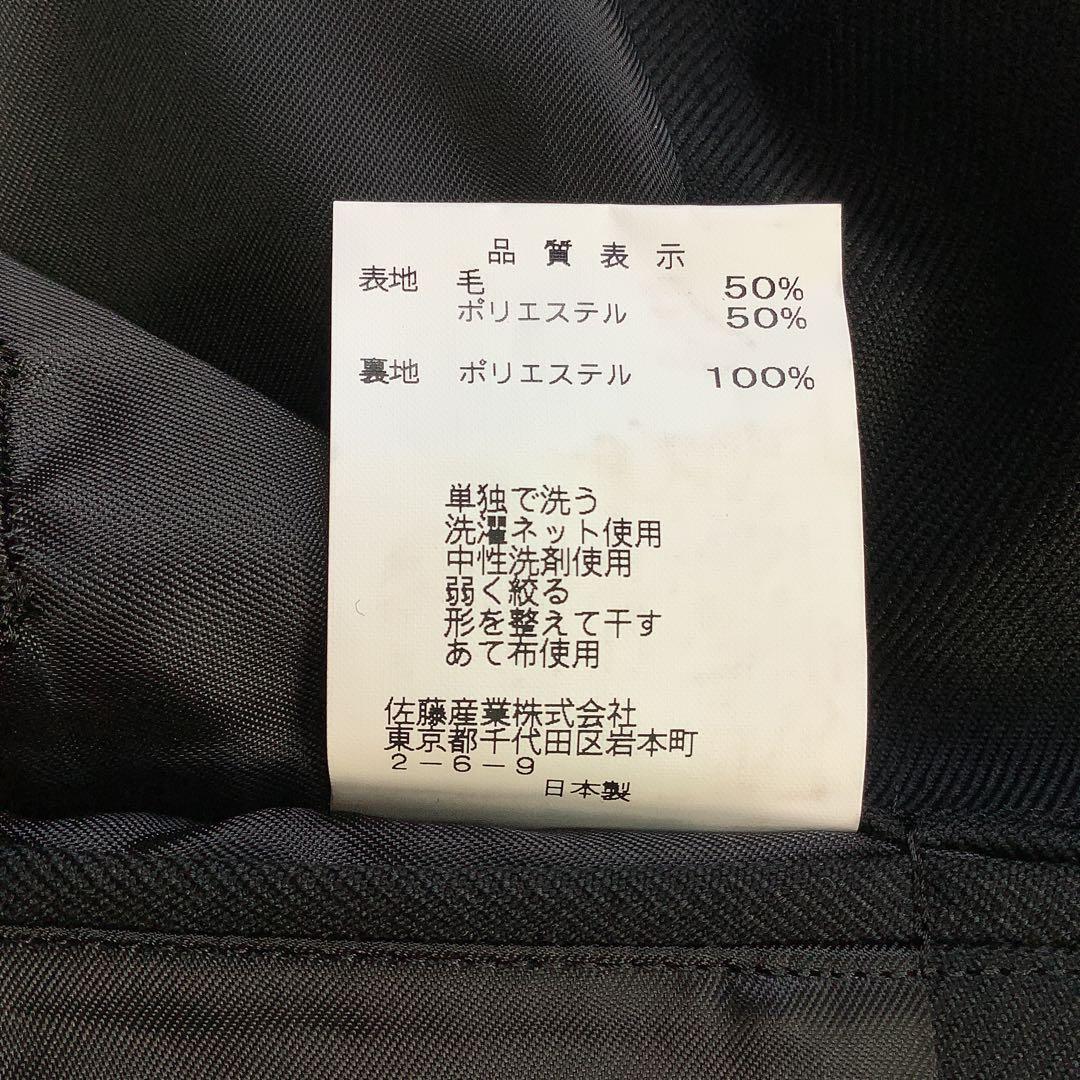 品質表示
表地 毛 50%
ポリエステル 50%
裏地 ポリエステル 100%
単独で洗う
洗濯ネット使用
中性洗剤使用
弱く絞る
形を整えて干す
あて布使用
佐藤産業株式会社
東京都千代田区岩本町
2-6-9
日本製